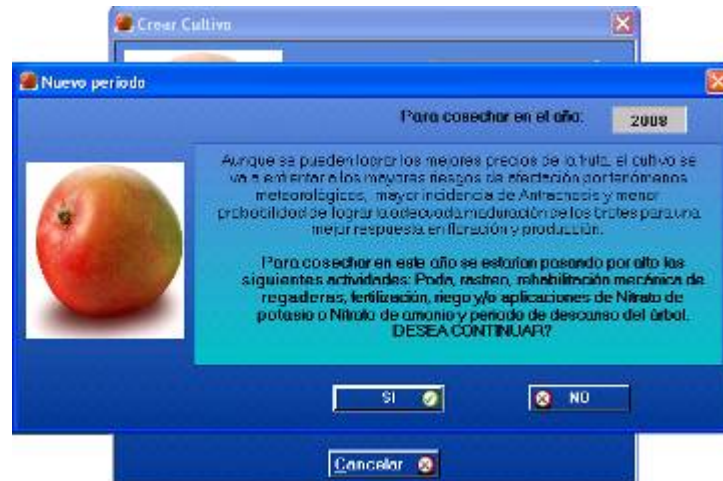 Crear Cultivo
Nuevo periodo
Para cosechar en el año: 2008
Aunque se pueden lograr los mejores precios de la fruta, el cultivo se
va a enfrentar a los mayores riesgos de afectación por fenómenos
meteorológicos, mayor incidencia de Antracnosis y menor
probabilidad de lograr la adecuada maduración de los brotes para una
mejor respuesta en floración y producción.
Para cosechar en este año se estarian pasando por alto las
siguientes actividades: Poda, rastreo, rehabilitación mecánica de
regaderas, fertilización, riego y/o aplicaciones de Nitrato de
potasio o Nitrato de amonio y periodo de descanso del árbol.
DESEA CONTINUAR?
SI
NO
Cancelar